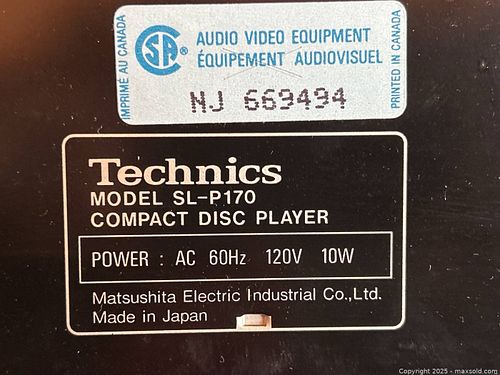 IMPRIMÉ AU CANADA
CSA ®
AUDIO VIDEO EQUIPMENT
ÉQUIPEMENT AUDIOVISUEL
NJ 669494
PRINTED IN CANADA
Technics
MODEL SL-P170
COMPACT DISC PLAYER
POWER : AC 60Hz 120V 10W
Matsushita Electric Industrial Co.,Ltd.
Made in Japan
Copyright 2025 - maxsold.com